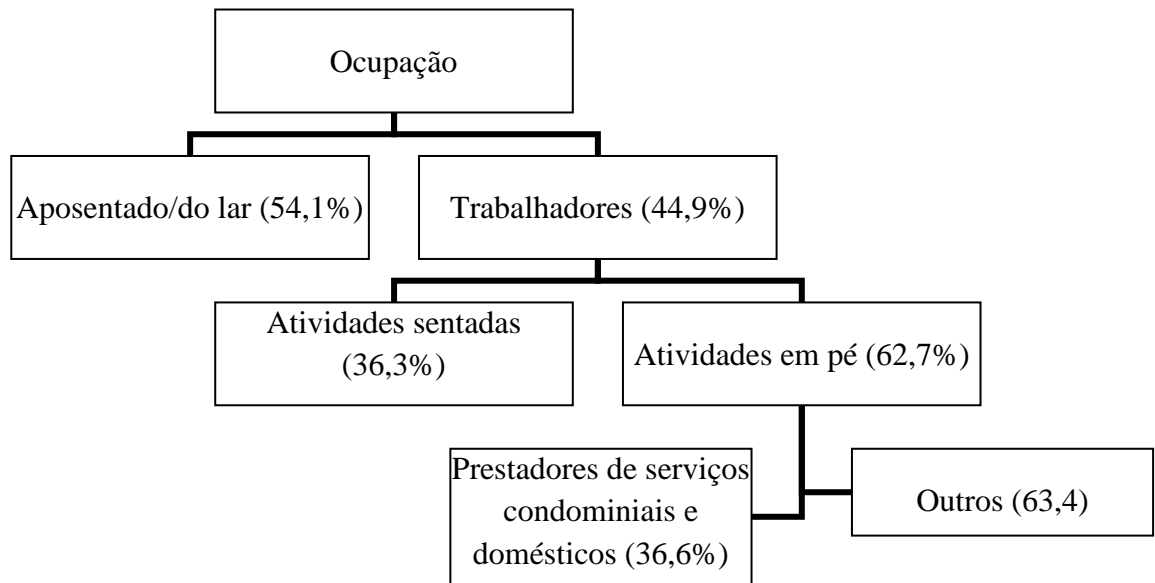 Ocupação
Aposentado/do lar (54,1%)
Trabalhadores (44,9%)
Atividades sentadas
(36,3%)
Atividades em pé (62,7%)
Prestadores de serviços
condominiais e
domésticos (36,6%)
Outros (63,4)